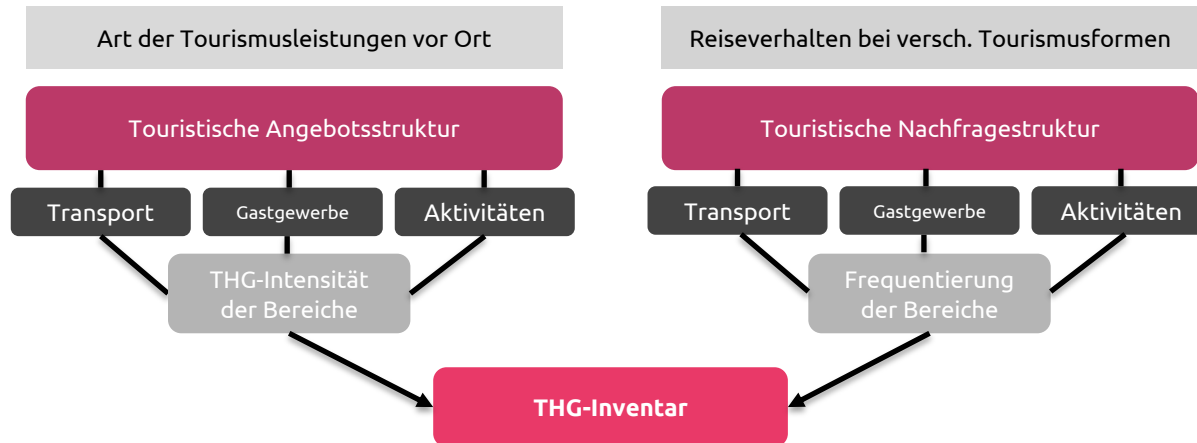 Art der Tourismusleistungen vor Ort
Reiseverhalten bei versch. Tourismusformen
Touristische Angebotsstruktur
Touristische Nachfragestruktur
Transport
Gastgewerbe
Aktivitäten
Transport
Gastgewerbe
Aktivitäten
THG-Intensität
der Bereiche
Frequentierung
der Bereiche
THG-Inventar